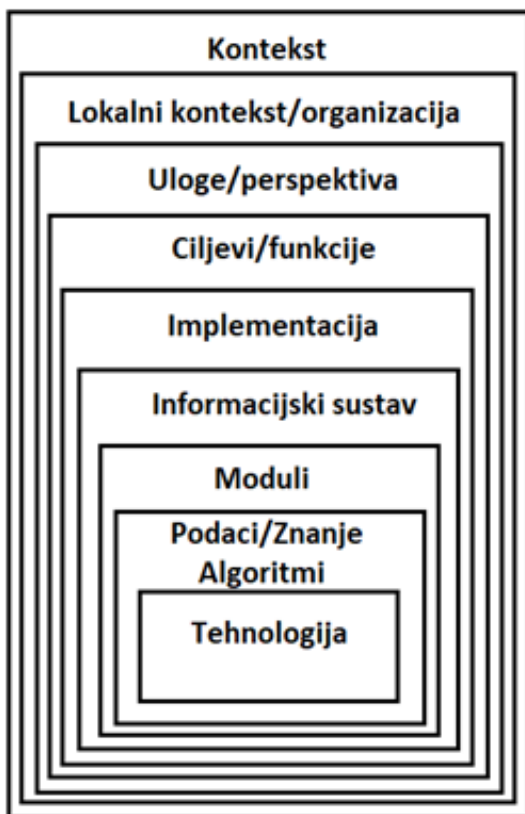 Kontekst
Lokalni kontekst/organizacija
Uloge/perspektiva
Ciljevi/funkcije
Implementacija
Informacijski sustav
Moduli
Podaci/Znanje
Algoritmi
Tehnologija